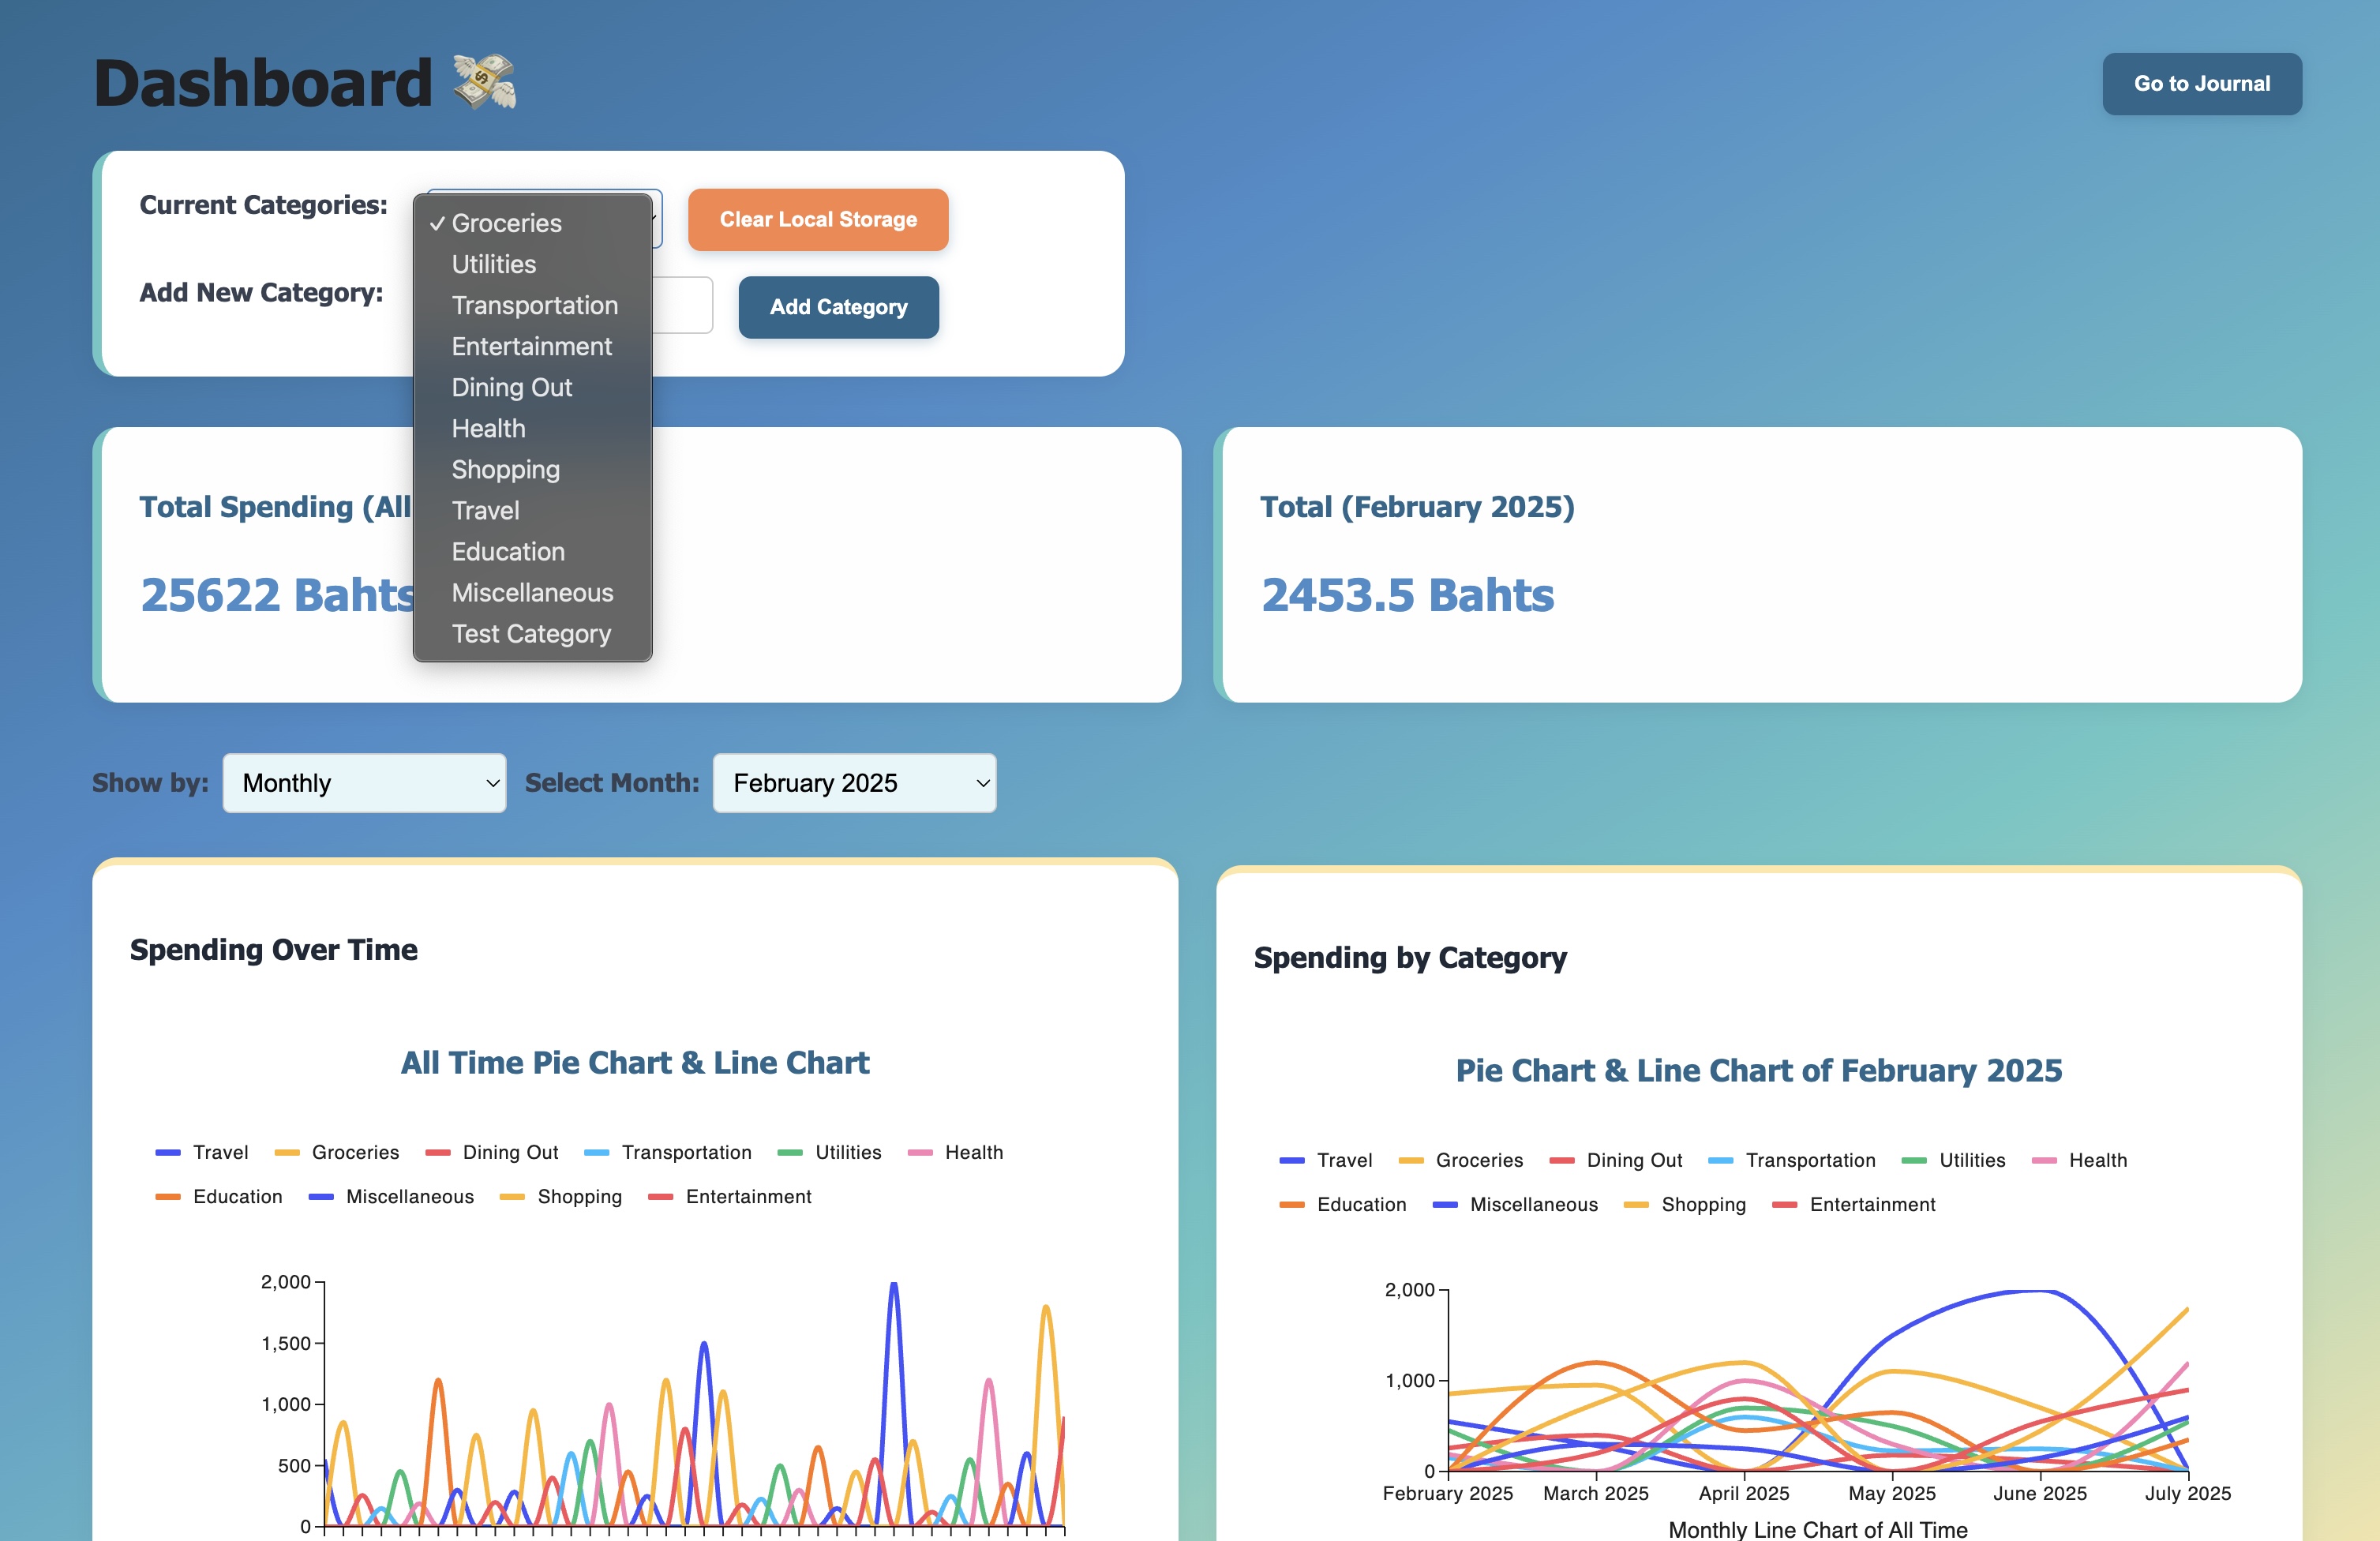 Dashboard 💸
Go to Journal
Current Categories:
Clear Local Storage
Add New Category:
Add Category
✓ Groceries
Utilities
Transportation
Entertainment
Dining Out
Health
Shopping
Travel
Education
Miscellaneous
Test Category
Total Spending (All
25622 Bahts
Total (February 2025)
2453.5 Bahts
Show by: Monthly Select Month: February 2025
Spending Over Time
All Time Pie Chart & Line Chart
Travel Groceries Dining Out Transportation Utilities Health
Education Miscellaneous Shopping Entertainment
2,000
1,500
1,000
500
0
Spending by Category
Pie Chart & Line Chart of February 2025
Travel Groceries Dining Out Transportation Utilities Health
Education Miscellaneous Shopping Entertainment
2,000
1,000
0
February 2025 March 2025 April 2025 May 2025 June 2025 July 2025
Monthly Line Chart of All Time